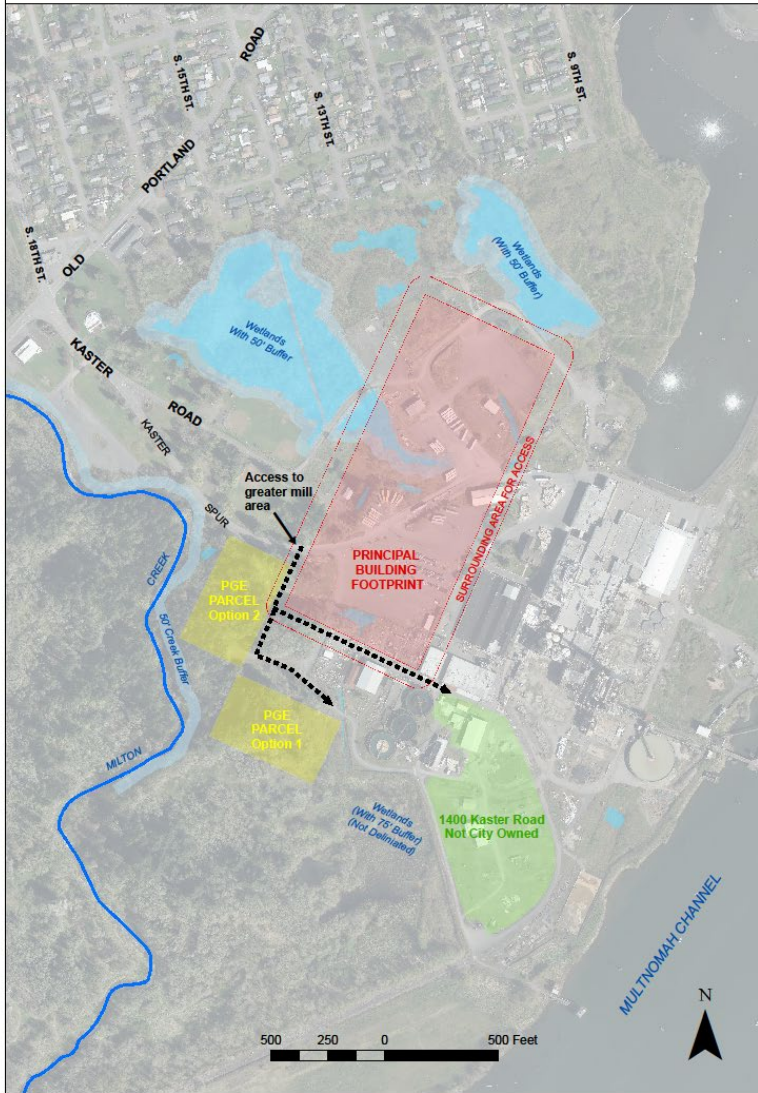 S. 15TH ST.
ROAD
S. 13TH ST.
S. 9TH ST.
PORTLAND
S. 18TH ST.
OLD
Wetlands
(With 50' Buffer)
Wetlands
With 50' Buffer
KASTER
ROAD
KASTER
SPUR
Access to
greater mill
area
SURROUNDING AREA FOR ACCESS
PRINCIPAL
BUILDING
FOOTPRINT
CREEK
PGE
PARCEL
Option 2
50' Creek Buffer
PGE
PARCEL
Option 1
MILTON
Wetlands
(With 75' Buffer)
(Not Deliniated)
1400 Kaster Road
Not City Owned
MULTNOMAH CHANNEL
N
500 250 0 500 Feet